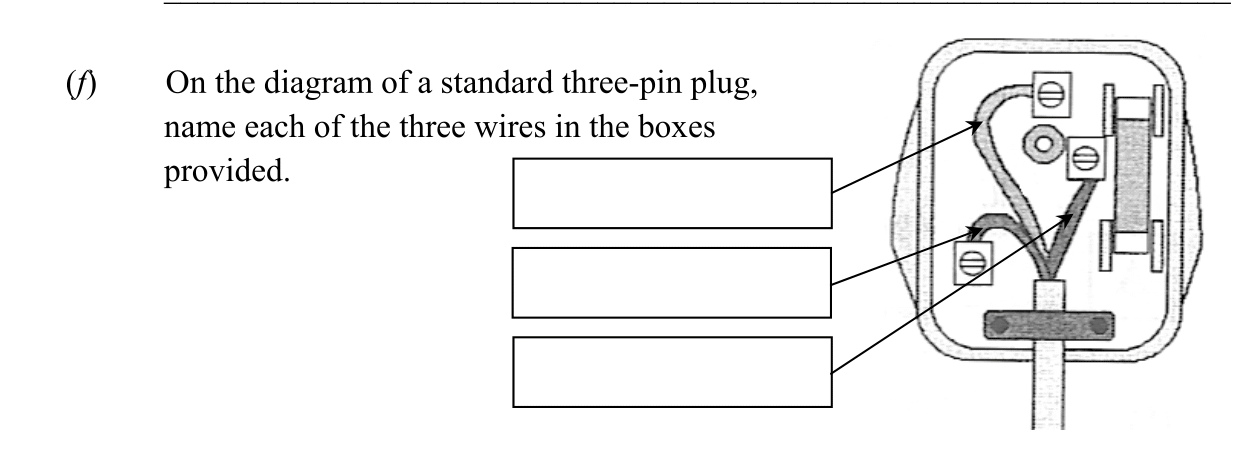 (f) On the diagram of a standard three-pin plug,
name each of the three wires in the boxes
provided.